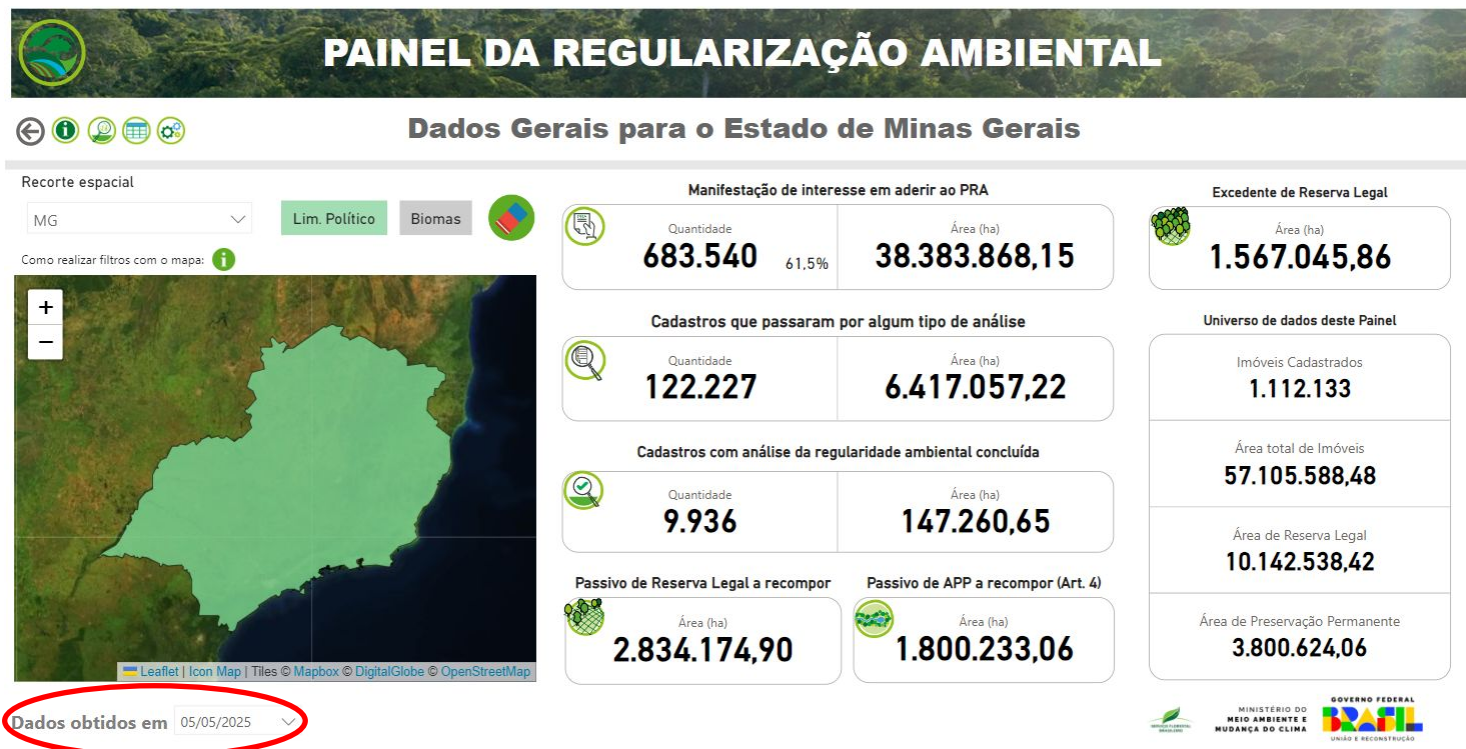 PAINEL DA REGULARIZAÇÃO AMBIENTAL
Dados Gerais para o Estado de Minas Gerais
Recorte espacial
MG
Lim. Político
Biomas
Como realizar filtros com o mapa:
+
−
Leaflet | Icon Map | Tiles © Mapbox © DigitalGlobe © OpenStreetMap
Dados obtidos em 05/05/2025
Manifestação de interesse em aderir ao PRA
Quantidade
683.540 61,5%
Área (ha)
38.383.868,15
Cadastros que passaram por algum tipo de análise
Quantidade
122.227
Área (ha)
6.417.057,22
Cadastros com análise da regularidade ambiental concluída
Quantidade
9.936
Área (ha)
147.260,65
Passivo de Reserva Legal a recompor
Área (ha)
2.834.174,90
Passivo de APP a recompor (Art. 4)
Área (ha)
1.800.233,06
Excedente de Reserva Legal
Área (ha)
1.567.045,86
Universo de dados deste Painel
Imóveis Cadastrados
1.112.133
Área total de Imóveis
57.105.588,48
Área de Reserva Legal
10.142.538,42
Área de Preservação Permanente
3.800.624,06
SERVIÇO FLORESTAL
BRASILEIRO
MINISTÉRIO DO
MEIO AMBIENTE E
MUDANÇA DO CLIMA
GOVERNO FEDERAL
BRASIL
UNIÃO E RECONSTRUÇÃO